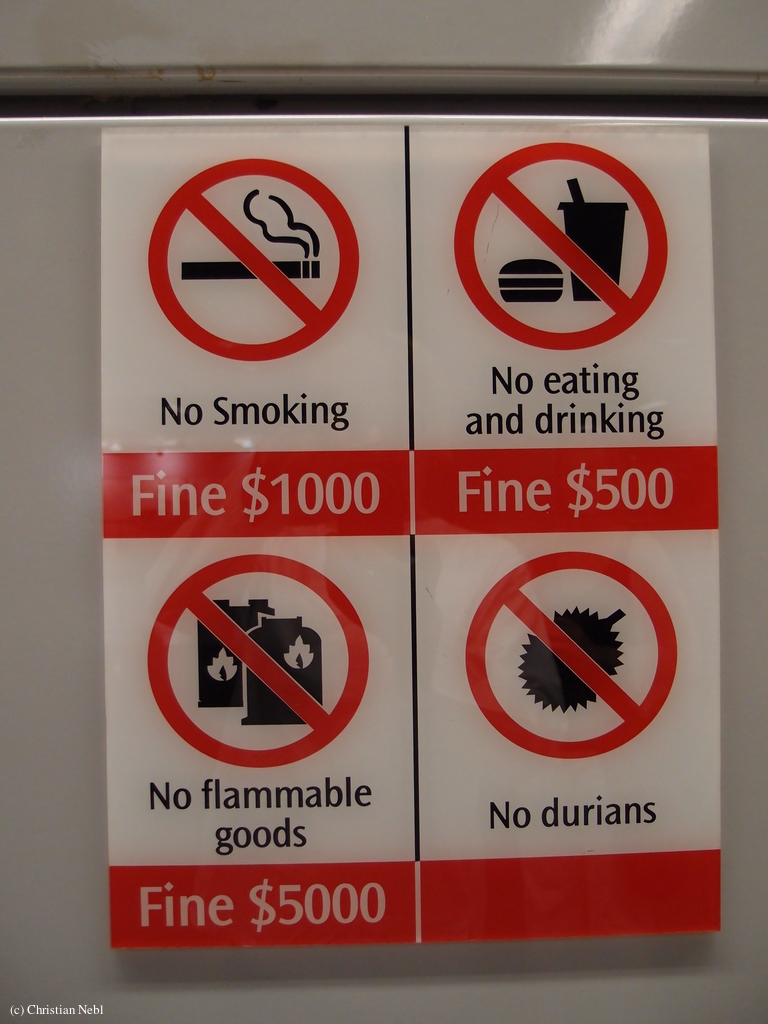 No Smoking
No eating
and drinking
Fine $1000
Fine $500
No flammable
goods
No durians
Fine $5000
(c) Christian Nebl